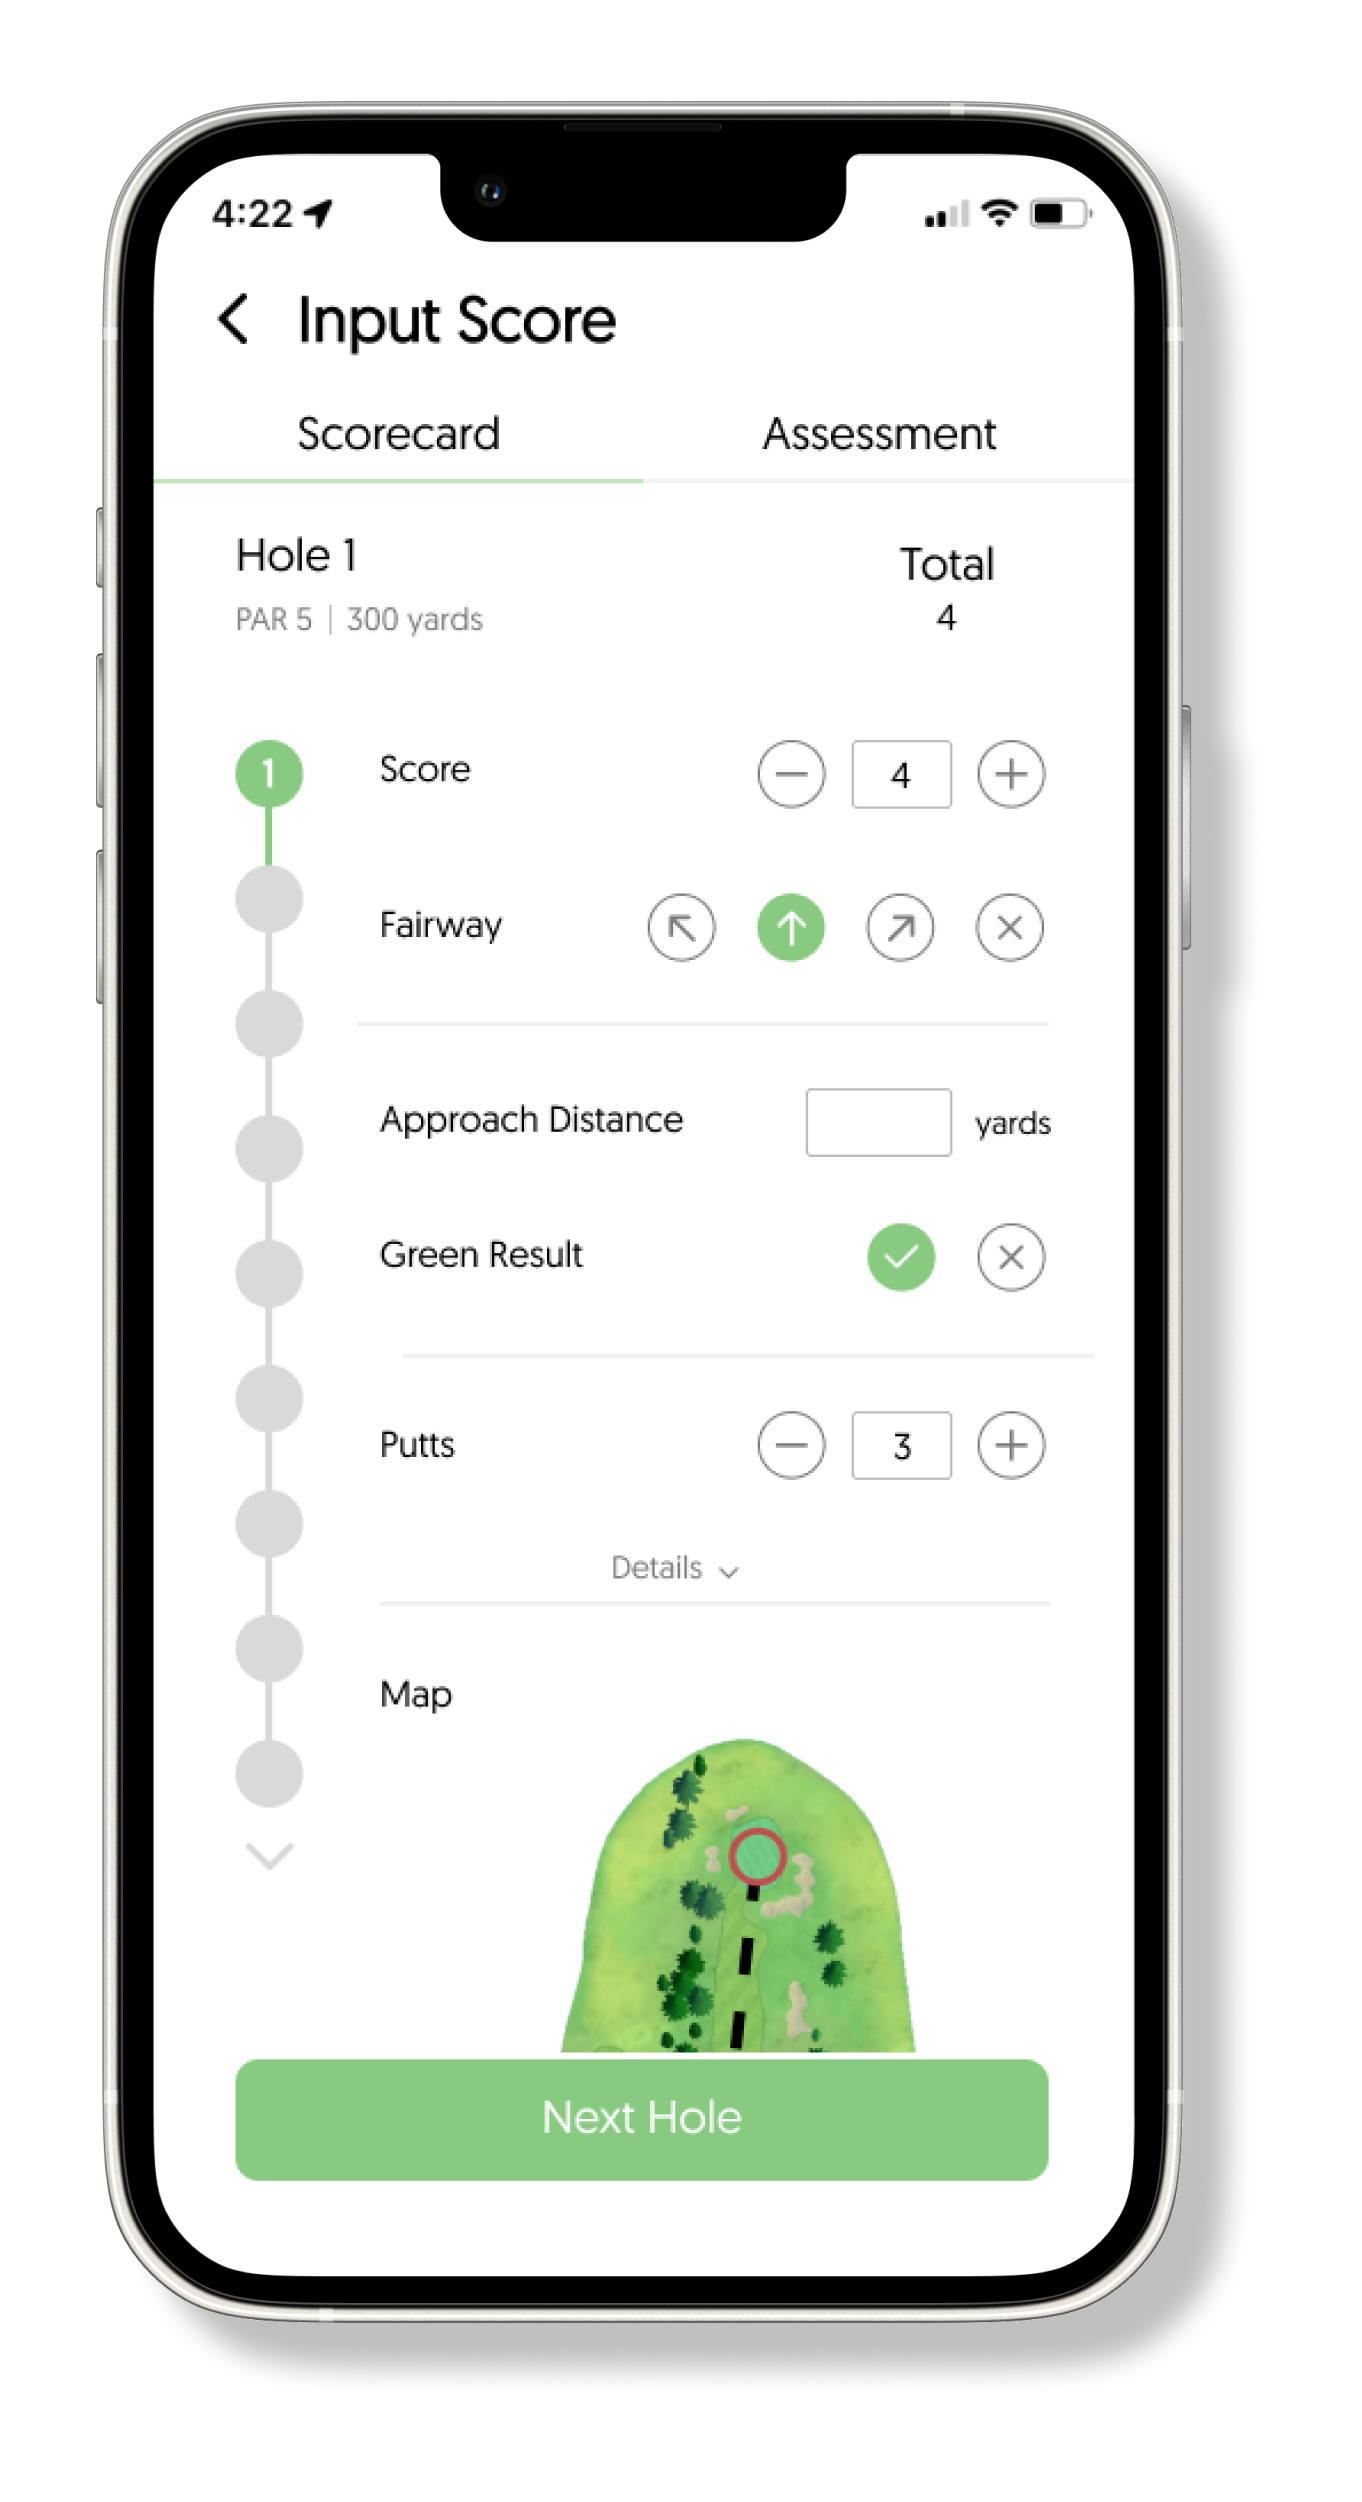 4:22
Input Score
Scorecard Assessment
Hole 1
Total
PAR 5 | 300 yards
4
1 Score 4
Fairway
Approach Distance yards
Green Result
Putts 3
Details
Map
Next Hole